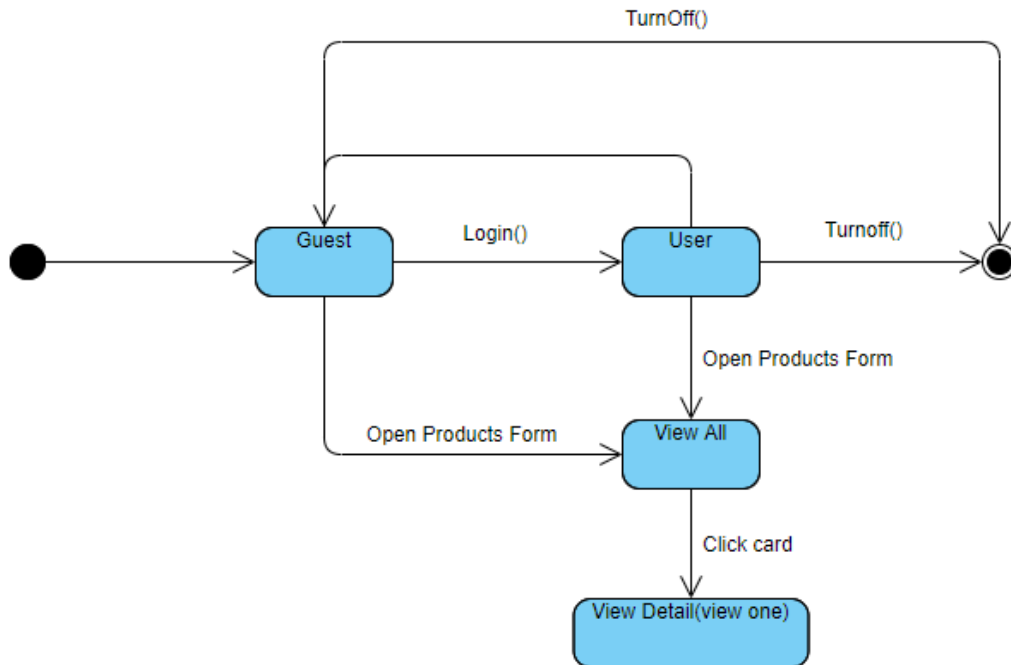 TurnOff()
Guest
Login()
User
Turnoff()
Open Products Form
Open Products Form
View All
Click card
View Detail(view one)